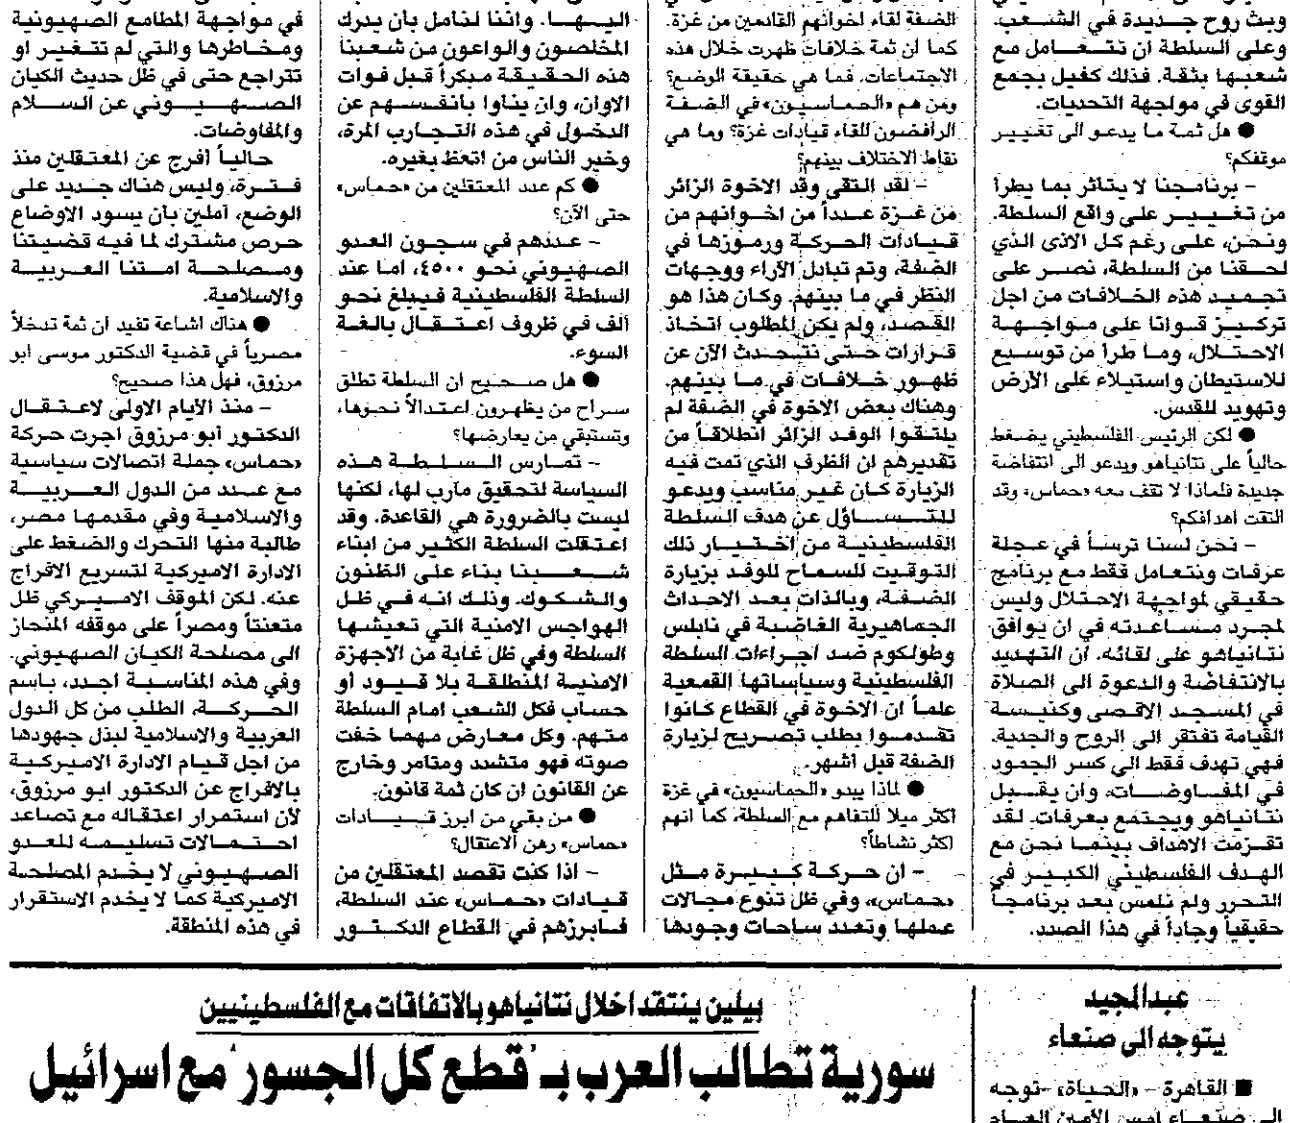 وبث روح جـــديدة في الشـــعب.
وعلى السلطة ان تتـــعـــامل مع
شعبها بثقة. فذلك كفيل بجمع
القوى في مواجهة التحديات.
● هل ثمة ما يدعو الى تغيير
موقفكم؟
– برنامجنا لا يتاثر بما يطرأ
من تغيـــيـــر على واقع السلطة.
ونحن، على رغم كل الاذى الذي
لحقنا من السلطة، نصر على
تجميد هذه الخلافات من اجل
تركيز قوانا على مواجهة
الاحتلال، وما طرأ من توسيع
للاستيطان واستيلاء على الأرض
وتهويد للقدس.
● لكن الرئيس الفلسطيني يضغط
حالياً على نتانياهو ويدعو الى انتفاضة
جديدة فلماذا لا تقف معه «حماس» وقد
التقت اهدافكم؟
– نحن لسنا ترساً في عجلة
عرفات ونتعامل فقط مع برنامج
حقيقي لمواجهة الاحتلال وليس
لمجرد مساعدته في ان يوافق
نتانياهو على لقائه. ان التهديد
بالانتفاضة والدعوة الى الصلاة
في المسجد الاقصى وكنيسة
القيامة تفتقر الى الروح والجدية.
فهي تهدف فقط الى كسر الجمود
في المفاوضات، وان يقبل
نتانياهو ويجتمع بعرفات. لقد
تقزمت الاهداف بينما نحن مع
الهدف الفلسطيني الكبير في
التحرر ولم نلمس بعد برنامجاً
حقيقياً وجاداً في هذا الصدد.
الضفة لقاء اخوانهم القادمين من غزة.
كما ان ثمة خلافات ظهرت خلال هذه
الاجتماعات. فما هي حقيقة الوضع؟
ومن هم «الحماسيون» في الضفة
الرافضون للقاء قيادات غزة؟ وما هي
نقاط الاختلاف بينهم؟
– لقد التقى وفد الاخوة الزائر
من غزة عدداً من اخوانهم من
قيادات الحركة ورموزها في
الضفة، وتم تبادل الآراء ووجهات
النظر في ما بينهم. وكان هذا هو
القصد، ولم يكن المطلوب اتخاذ
قرارات حتى نتحدث الآن عن
ظهور خلافات في ما بينهم.
وهناك بعض الاخوة في الضفة لم
يلتقوا الوفد الزائر انطلاقاً من
تقديرهم ان الظرف الذي تمت فيه
الزيارة كان غير مناسب ويدعو
للتساؤل عن هدف السلطة
الفلسطينية من اختيار ذلك
التوقيت للسماح للوفد بزيارة
الضفة، وبالذات بعد الاحداث
الجماهيرية الغاضبة في نابلس
وطولكوم ضد اجراءات السلطة
الفلسطينية وسياساتها القمعية
علماً ان الاخوة في القطاع كانوا
تقدموا بطلب تصريح لزيارة
الضفة قبل اشهر.
● لماذا يبدو «الحماسيون» في غزة
اكثر ميلا للتفاهم مع السلطة، كما انهم
اكثر نشاطاً؟
– ان حركة كبيرة مثل
«حماس»، وفي ظل تنوع مجالات
عملها وتعدد ساحات وجودها
اليها. واننا لنامل بأن يدرك
المخلصون والواعون من شعبنا
هذه الحقيقة مبكراً قبل فوات
الاوان، وان ينأوا بانفسهم عن
الدخول في هذه التجارب المرة،
وخير الناس من اتعظ بغيره.
● كم عدد المعتقلين من «حماس»
حتى الآن؟
– عددهم في سجون العدو
الصهيوني نحو ٤٥٠٠، اما عند
السلطة الفلسطينية فيبلغ نحو
ألف في ظروف اعتقال بالغة
السوء.
● هل صحيح ان السلطة تطلق
سراح من يظهرون اعتدالاً نحوها،
وتستبقي من يعارضها؟
– تمارس السلطة هذه
السياسة لتحقيق مآرب لها، لكنها
ليست بالضرورة هي القاعدة. وقد
اعتقلت السلطة الكثير من ابناء
شعبنا بناء على الظنون
والشكوك. وذلك انه في ظل
الهواجس الامنية التي تعيشها
السلطة وفي ظل غابة من الاجهزة
الامنية المنطلقة بلا قيود أو
حساب فكل الشعب امام السلطة
متهم. وكل معارض مهما خفت
صوته فهو متشدد ومتآمر وخارج
عن القانون ان كان ثمة قانون.
● من بقي من ابرز قيادات
«حماس» رهن الاعتقال؟
– اذا كنت تقصد المعتقلين من
قيادات «حماس» عند السلطة،
فابرزهم في القطاع الدكتور
في مواجهة المطامع الصهيونية
ومخاطرها والتي لم تتغير او
تتراجع حتى في ظل حديث الكيان
الصهيوني عن السلام
والمفاوضات.
حالياً افرج عن المعتقلين منذ
فترة، وليس هناك جديد على
الوضع، آملين بأن يسود الاوضاع
حرص مشترك لما فيه قضيتنا
ومصلحة امتنا العربية
والاسلامية.
● هناك اشاعة تفيد ان ثمة تدخلاً
مصرياً في قضية الدكتور موسى ابو
مرزوق، فهل هذا صحيح؟
– منذ الأيام الاولى لاعتقال
الدكتور أبو مرزوق اجرت حركة
«حماس» جملة اتصالات سياسية
مع عدد من الدول العربية
والاسلامية وفي مقدمها مصر،
طالبة منها التحرك والضغط على
الادارة الاميركية لتسريع الافراج
عنه. لكن الموقف الاميركي ظل
متعنتاً ومصراً على موقفه المنحاز
الى مصلحة الكيان الصهيوني.
وفي هذه المناسبة اجدد، باسم
الحركة، الطلب من كل الدول
العربية والاسلامية لبذل جهودها
من اجل قيام الادارة الاميركية
بالافراج عن الدكتور ابو مرزوق،
لأن استمرار اعتقاله مع تصاعد
احتمالات تسليمه للعدو
الصهيوني لا يخدم المصلحة
الاميركية كما لا يخدم الاستقرار
في هذه المنطقة.
عبدالمجيد
يتوجه الى صنعاء
■ القاهرة – «الحياة» – توجه
الى صنعاء امس الأمين العام
بيلين ينتقد اخلال نتانياهو بالاتفاقات مع الفلسطينيين
سورية تطالب العرب بـ"قطع كل الجسور" مع اسرائيل